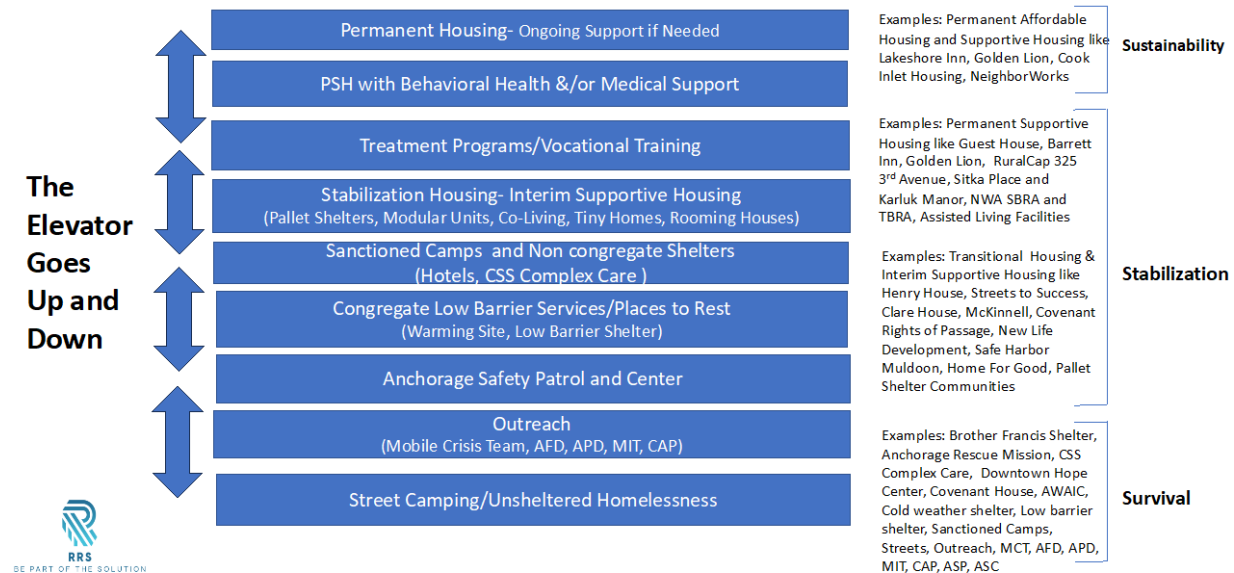 The
Elevator
Goes
Up and
Down
Permanent Housing- Ongoing Support if Needed
PSH with Behavioral Health &/or Medical Support
Treatment Programs/Vocational Training
Stabilization Housing- Interim Supportive Housing
(Pallet Shelters, Modular Units, Co-Living, Tiny Homes, Rooming Houses)
Sanctioned Camps and Non congregate Shelters
(Hotels, CSS Complex Care )
Congregate Low Barrier Services/Places to Rest
(Warming Site, Low Barrier Shelter)
Anchorage Safety Patrol and Center
Outreach
(Mobile Crisis Team, AFD, APD, MIT, CAP)
Street Camping/Unsheltered Homelessness
Examples: Permanent Affordable
Housing and Supportive Housing like
Lakeshore Inn, Golden Lion, Cook
Inlet Housing, NeighborWorks
Sustainability
Examples: Permanent Supportive
Housing like Guest House, Barrett
Inn, Golden Lion, RuralCap 325
3rd Avenue, Sitka Place and
Karluk Manor, NWA SBRA and
TBRA, Assisted Living Facilities
Examples: Transitional Housing &
Interim Supportive Housing like
Henry House, Streets to Success,
Clare House, McKinnell, Covenant
Rights of Passage, New Life
Development, Safe Harbor
Muldoon, Home For Good, Pallet
Shelter Communities
Stabilization
Examples: Brother Francis Shelter,
Anchorage Rescue Mission, CSS
Complex Care, Downtown Hope
Center, Covenant House, AWAIC,
Cold weather shelter, Low barrier
shelter, Sanctioned Camps,
Streets, Outreach, MCT, AFD, APD,
MIT, CAP, ASP, ASC
Survival
RRS
BE PART OF THE SOLUTION